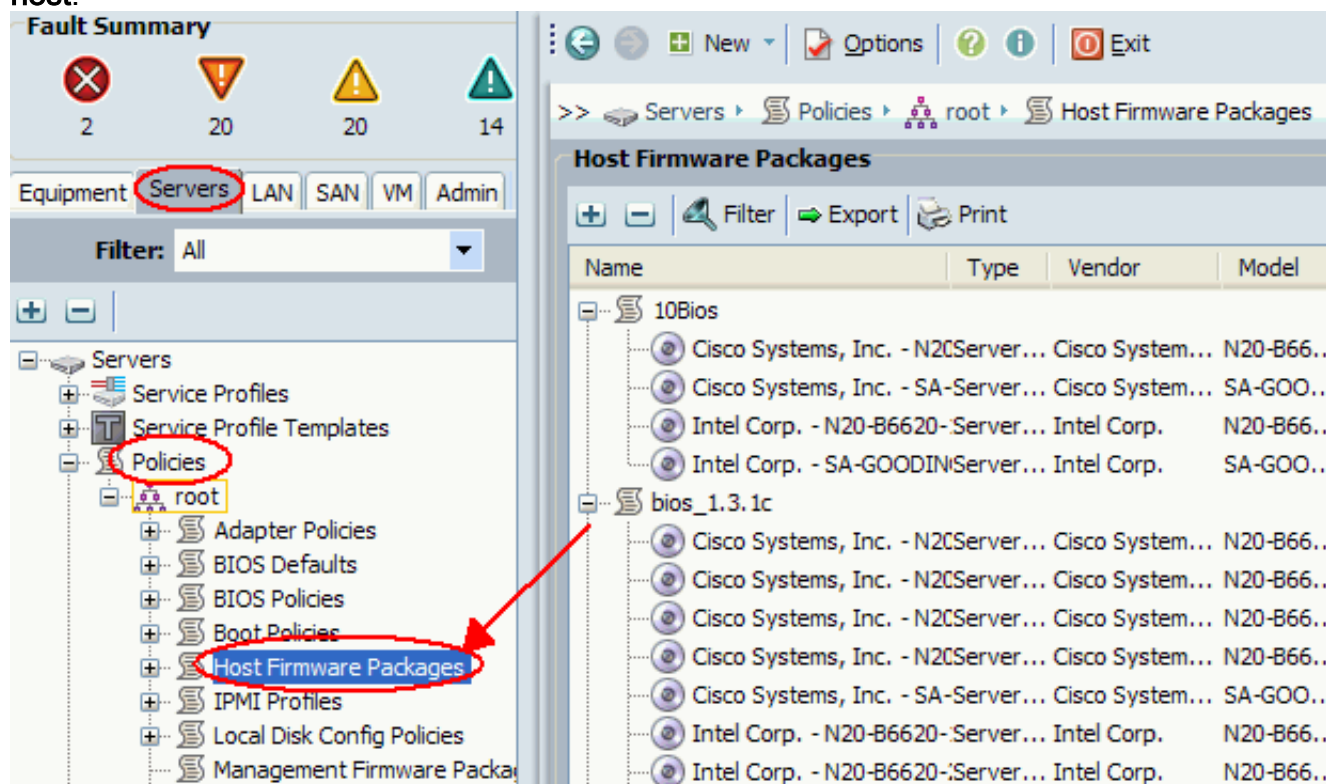 host.
Fault Summary
2 20 20 14
Equipment Servers LAN SAN VM Admin
Filter: All
Servers
Service Profiles
Service Profile Templates
Policies
root
Adapter Policies
BIOS Defaults
BIOS Policies
Boot Policies
Host Firmware Packages
IPMI Profiles
Local Disk Config Policies
Management Firmware Packa
New Options Exit
>> Servers Policies root Host Firmware Packages
Host Firmware Packages
Filter Export Print
Name Type Vendor Model
10Bios
Cisco Systems, Inc. - N20 Server... Cisco System... N20-B66..
Cisco Systems, Inc. - SA- Server... Cisco System... SA-GOO..
Intel Corp. - N20-B6620- Server... Intel Corp. N20-B66..
Intel Corp. - SA-GOODIN Server... Intel Corp. SA-GOO..
bios_1.3.1c
Cisco Systems, Inc. - N20 Server... Cisco System... N20-B66..
Cisco Systems, Inc. - N20 Server... Cisco System... N20-B66..
Cisco Systems, Inc. - N20 Server... Cisco System... N20-B66..
Cisco Systems, Inc. - N20 Server... Cisco System... N20-B66..
Cisco Systems, Inc. - SA- Server... Cisco System... SA-GOO..
Intel Corp. - N20-B6620- Server... Intel Corp. N20-B66..
Intel Corp. - N20-B6620- Server... Intel Corp. N20-B66..